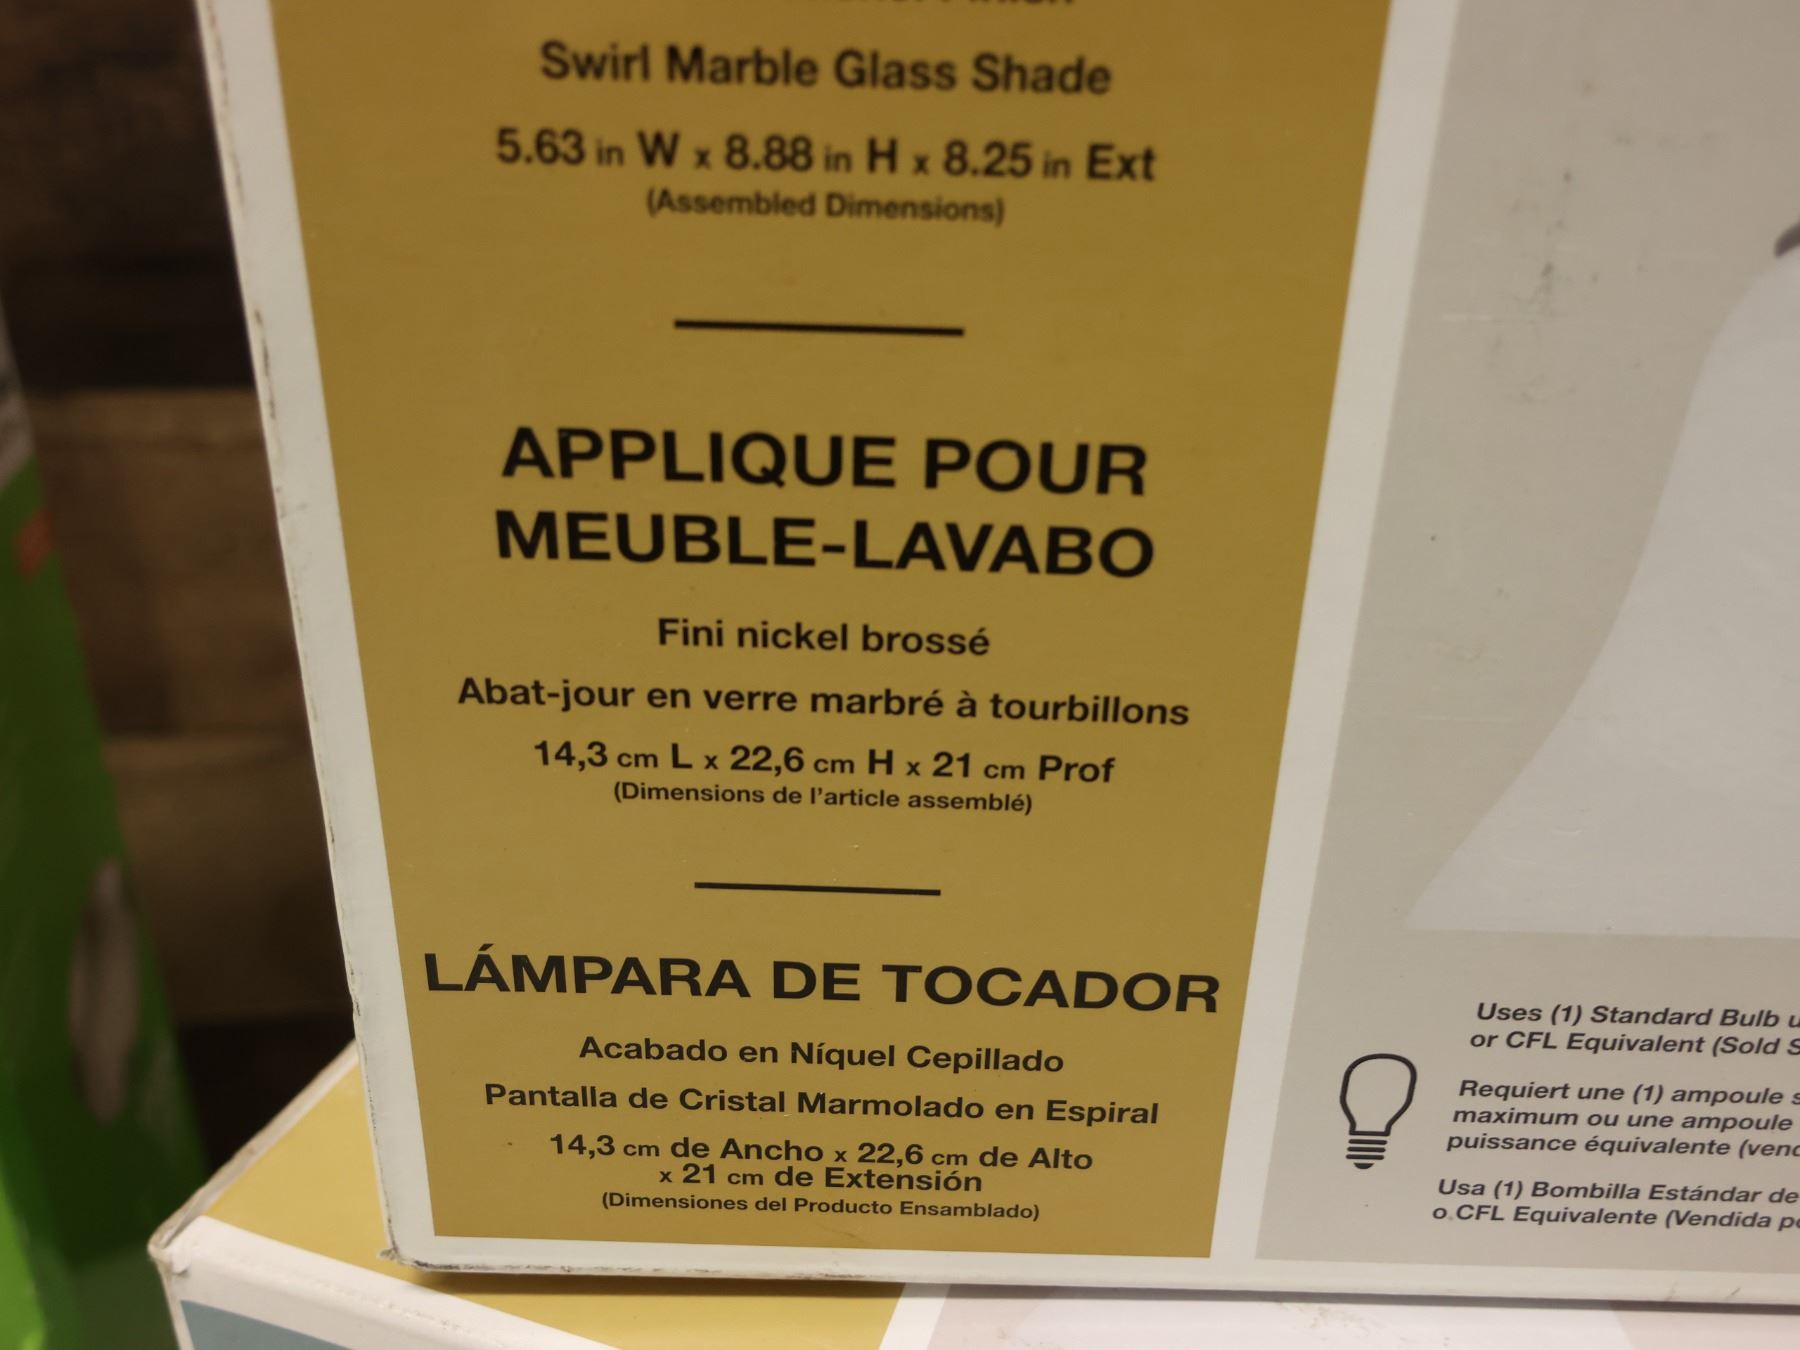 Swirl Marble Glass Shade
5.63 in W x 8.88 in H x 8.25 in Ext
(Assembled Dimensions)
APPLIQUE POUR
MEUBLE-LAVABO
Fini nickel brossé
Abat-jour en verre marbré à tourbillons
14,3 cm L x 22,6 cm H x 21 cm Prof
(Dimensions de l'article assemblé)
LÁMPARA DE TOCADOR
Acabado en Níquel Cepillado
Pantalla de Cristal Marmolado en Espiral
14,3 cm de Ancho x 22,6 cm de Alto
x 21 cm de Extensión
(Dimensiones del Producto Ensamblado)
Uses (1) Standard Bulb
or CFL Equivalent (Sold
Requiert une (1) ampoule
maximum ou une ampoule
puissance équivalente
Usa (1) Bombilla Estándar de
o CFL Equivalente (Vendida